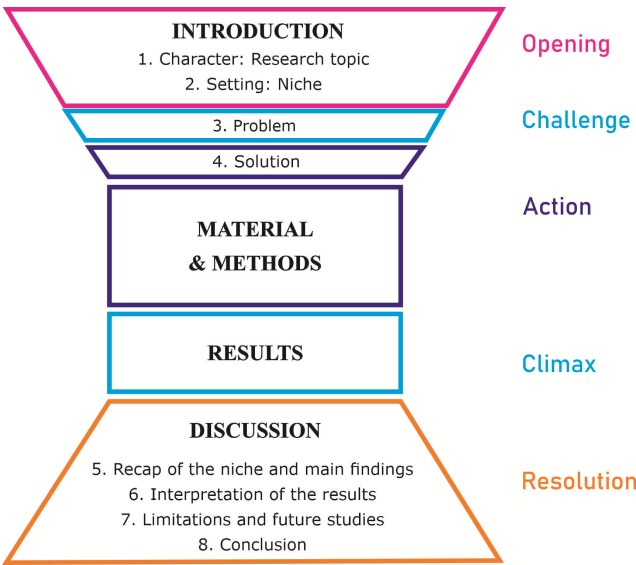 INTRODUCTION
1. Character: Research topic
2. Setting: Niche
Opening
3. Problem
Challenge
4. Solution
MATERIAL
& METHODS
Action
RESULTS
Climax
DISCUSSION
5. Recap of the niche and main findings
6. Interpretation of the results
7. Limitations and future studies
8. Conclusion
Resolution